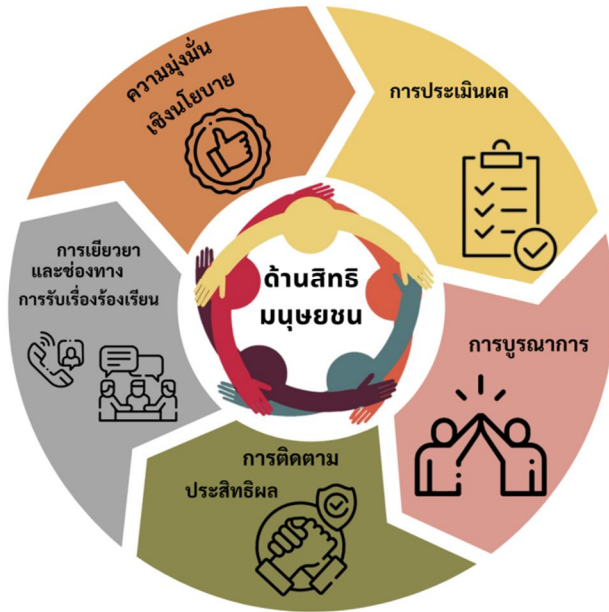 ความมุ่งมั่น
เชิงนโยบาย
การประเมินผล
การบูรณาการ
การติดตาม
ประสิทธิผล
การเยียวยา
และช่องทาง
การรับเรื่องร้องเรียน
ด้านสิทธิ
มนุษยชน